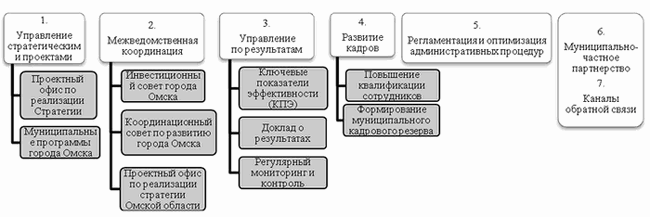 1.
Управление
стратегическим
и проектами
Проектный
офис по
реализации
Стратегии
Муниципальны
е программы
города Омска
2.
Межведомственная
координация
Инвестиционны
й совет города
Омска
Координационный
совет по развитию
города Омска
Проектный офис
по реализации
стратегии
Омской области
3.
Управление
по результатам
Ключевые
показатели
эффективности
(КПЭ)
Доклад о
результатах
Регулярный
мониторинг и
контроль
4.
Развитие
кадров
Повышение
квалификации
сотрудников
Формирование
муниципального
кадрового резерва
5.
Регламентация и оптимизация
административных процедур
6.
Муниципально-
частное
партнерство
7.
Каналы
обратной связи